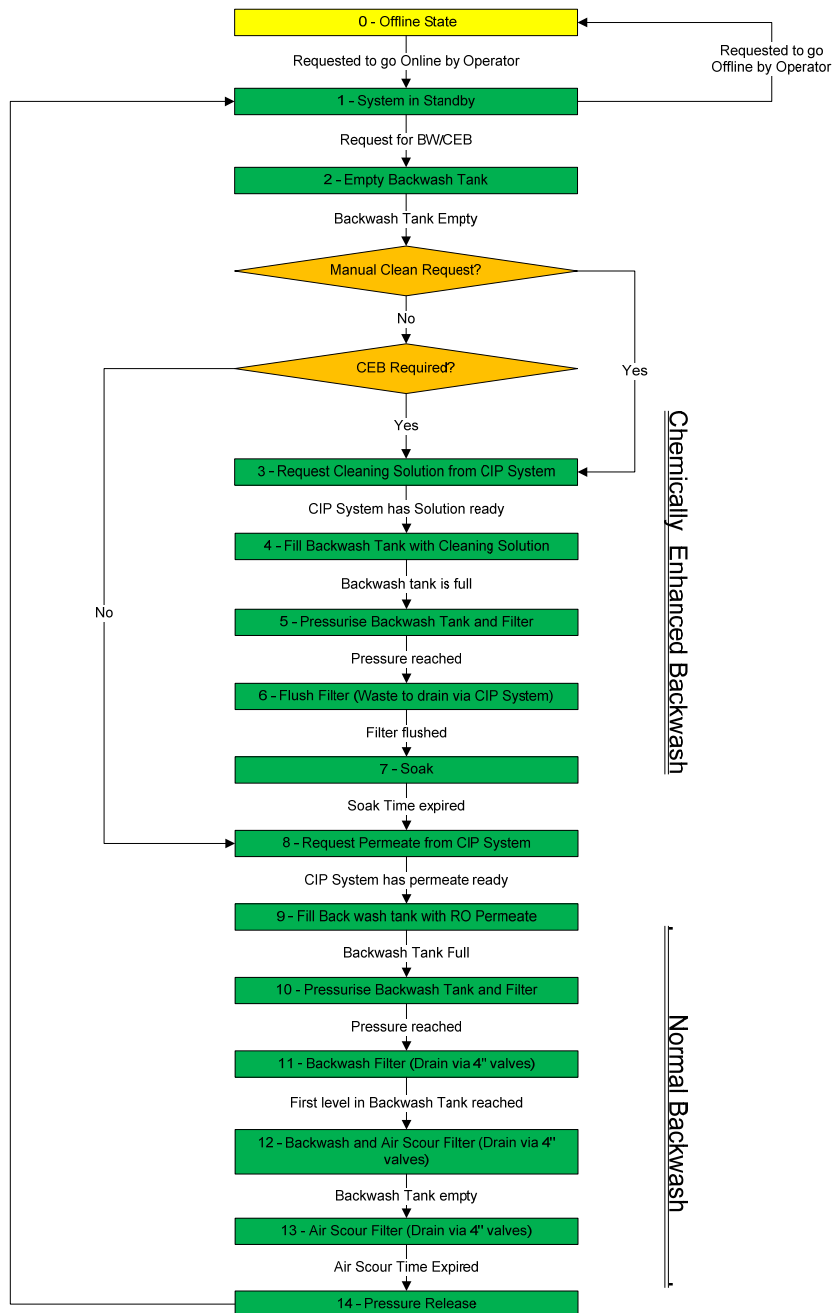 0 - Offline State
Requested to go Online by Operator
Requested to go
Offline by Operator
1 - System in Standby
Request for BW/CEB
2 - Empty Backwash Tank
Backwash Tank Empty
Manual Clean Request?
No
Yes
CEB Required?
Yes
No
3 - Request Cleaning Solution from CIP System
CIP System has Solution ready
4 - Fill Backwash Tank with Cleaning Solution
Backwash tank is full
5 - Pressurise Backwash Tank and Filter
Pressure reached
6 - Flush Filter (Waste to drain via CIP System)
Filter flushed
7 - Soak
Soak Time expired
Chemically Enhanced Backwash
8 - Request Permeate from CIP System
CIP System has permeate ready
9 - Fill Back wash tank with RO Permeate
Backwash Tank Full
10 - Pressurise Backwash Tank and Filter
Pressure reached
11 - Backwash Filter (Drain via 4" valves)
First level in Backwash Tank reached
12 - Backwash and Air Scour Filter (Drain via 4"
valves)
Backwash Tank empty
13 - Air Scour Filter (Drain via 4" valves)
Air Scour Time Expired
14 - Pressure Release
Normal Backwash